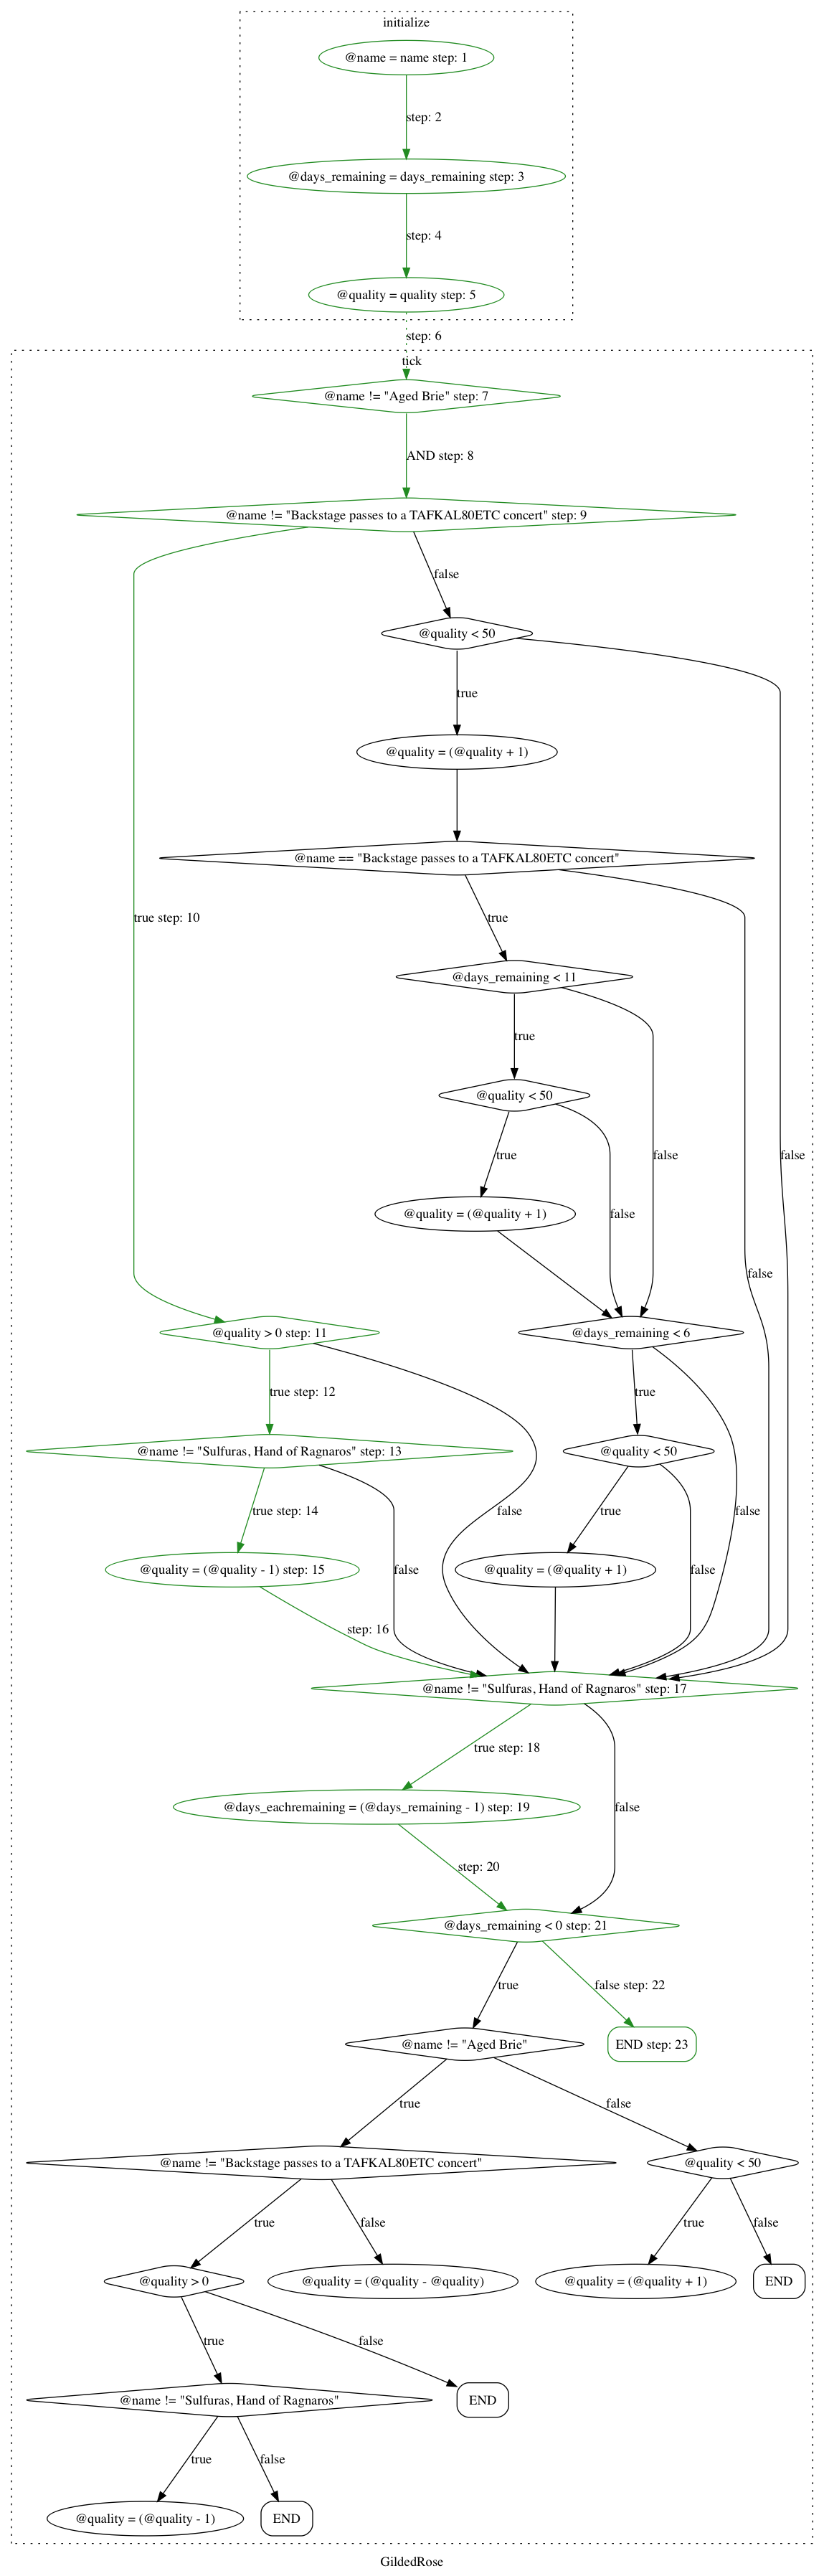 initialize
@name = name step: 1
step: 2
@days_remaining = days_remaining step: 3
step: 4
@quality = quality step: 5
step: 6
tick
@name != "Aged Brie" step: 7
AND step: 8
@name != "Backstage passes to a TAFKAL80ETC concert" step: 9
false
@quality < 50
true
@quality = (@quality + 1)
@name == "Backstage passes to a TAFKAL80ETC concert"
true step: 10
true
@days_remaining < 11
true
@quality < 50
true
false
false
@quality = (@quality + 1)
false
false
@quality > 0 step: 11
@days_remaining < 6
true step: 12
true
@name != "Sulfuras, Hand of Ragnaros" step: 13
@quality < 50
true step: 14
false
true
false
@quality = (@quality - 1) step: 15
false
@quality = (@quality + 1)
false
step: 16
@name != "Sulfuras, Hand of Ragnaros" step: 17
true step: 18
@days_eachremaining = (@days_remaining - 1) step: 19
false
step: 20
@days_remaining < 0 step: 21
true
false step: 22
@name != "Aged Brie"
END step: 23
true
false
@name != "Backstage passes to a TAFKAL80ETC concert"
@quality < 50
true
false
true
false
@quality > 0
@quality = (@quality - @quality)
@quality = (@quality + 1)
END
true
false
@name != "Sulfuras, Hand of Ragnaros"
END
true
false
@quality = (@quality - 1)
END
GildedRose